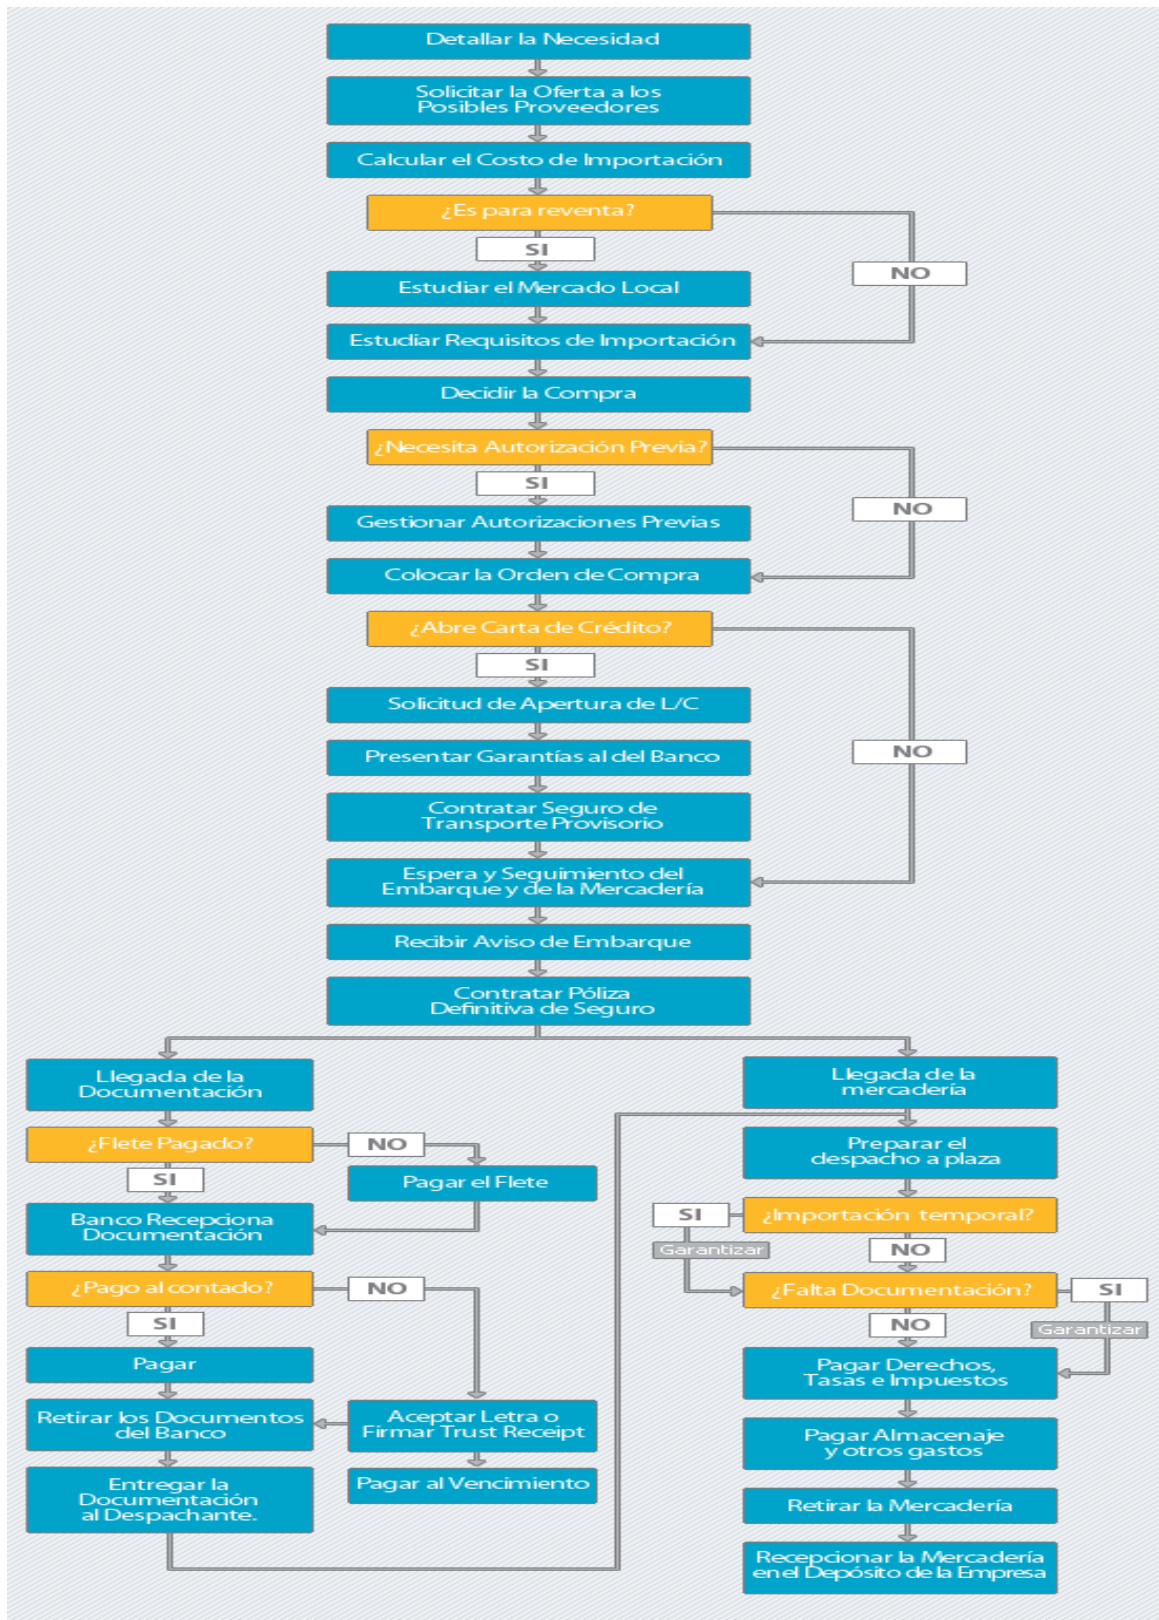 Detallar la Necesidad
Solicitar la Oferta a los
Posibles Proveedores
Calcular el Costo de Importación
¿Es para reventa?
SI
NO
Estudiar el Mercado Local
Estudiar Requisitos de Importación
Decidir la Compra
¿Necesita Autorización Previa?
SI
NO
Gestionar Autorizaciones Previas
Colocar la Orden de Compra
¿Abre Carta de Crédito?
SI
NO
Solicitud de Apertura de L/C
Presentar Garantías al del Banco
Contratar Seguro de
Transporte Provisorio
Espera y Seguimiento del
Embarque y de la Mercadería
Recibir Aviso de Embarque
Contratar Póliza
Definitiva de Seguro
Llegada de la
Documentación
¿Flete Pagado?
NO
SI
Pagar el Flete
Banco Recepciona
Documentación
¿Pago al contado?
NO
SI
Pagar
Retirar los Documentos
del Banco
Aceptar Letra o
Firmar Trust Receipt
Pagar al Vencimiento
Entregar la
Documentación
al Despachante.
Llegada de la
mercadería
Preparar el
despacho a plaza
SI
¿Importación temporal?
Garantizar
NO
¿Falta Documentación?
SI
NO
Garantizar
Pagar Derechos,
Tasas e Impuestos
Pagar Almacenaje
y otros gastos
Retirar la Mercadería
Recepcionar la Mercadería
en el Depósito de la Empresa